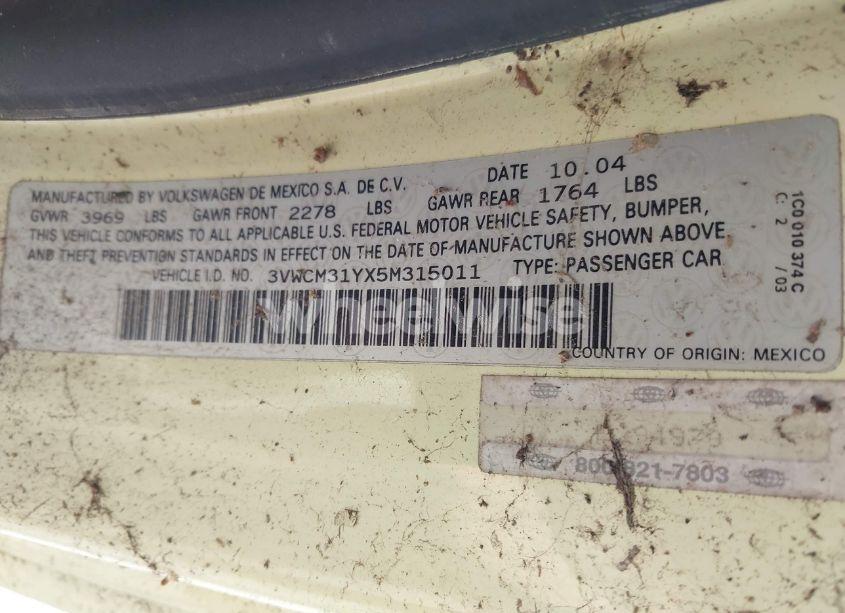 MANUFACTURED BY VOLKSWAGEN DE MEXICO S.A. DE C.V. DATE 10.04
GVWR 3969 LBS GAWR FRONT 2278 LBS GAWR REAR 1764 LBS
THIS VEHICLE CONFORMS TO ALL APPLICABLE U.S. FEDERAL MOTOR VEHICLE SAFETY, BUMPER,
AND THEFT PREVENTION STANDARDS IN EFFECT ON THE DATE OF MANUFACTURE SHOWN ABOVE.
VEHICLE I.D. NO. 3VWCM31YX5M315011 TYPE: PASSENGER CAR
wheelwise
COUNTRY OF ORIGIN: MEXICO
1C0 010 374 C
C 2 /03